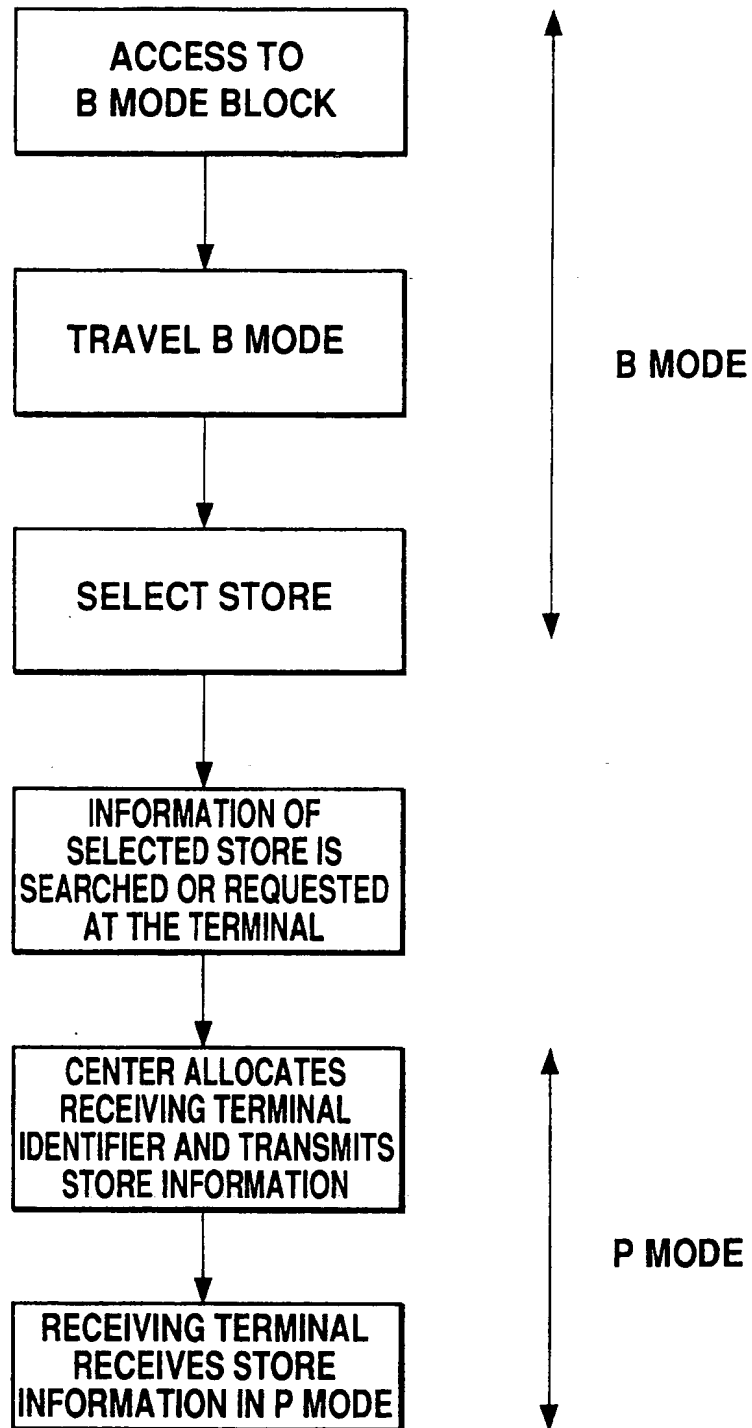 ACCESS TO
B MODE BLOCK
TRAVEL B MODE
B MODE
SELECT STORE
INFORMATION OF
SELECTED STORE IS
SEARCHED OR REQUESTED
AT THE TERMINAL
CENTER ALLOCATES
RECEIVING TERMINAL
IDENTIFIER AND TRANSMITS
STORE INFORMATION
P MODE
RECEIVING TERMINAL
RECEIVES STORE
INFORMATION IN P MODE